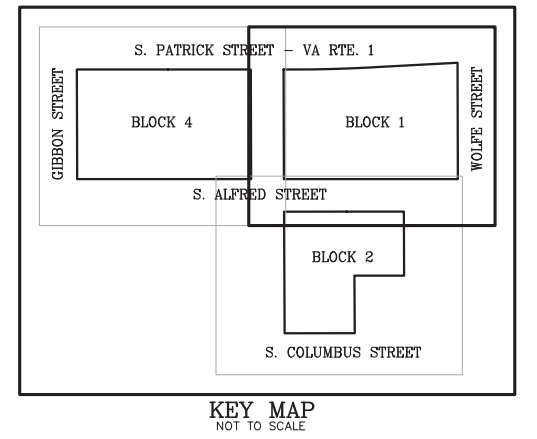 S. PATRICK STREET - VA RTE. 1
GIBBON STREET
BLOCK 4
BLOCK 1
WOLFE STREET
S. ALFRED STREET
BLOCK 2
S. COLUMBUS STREET
KEY MAP
NOT TO SCALE